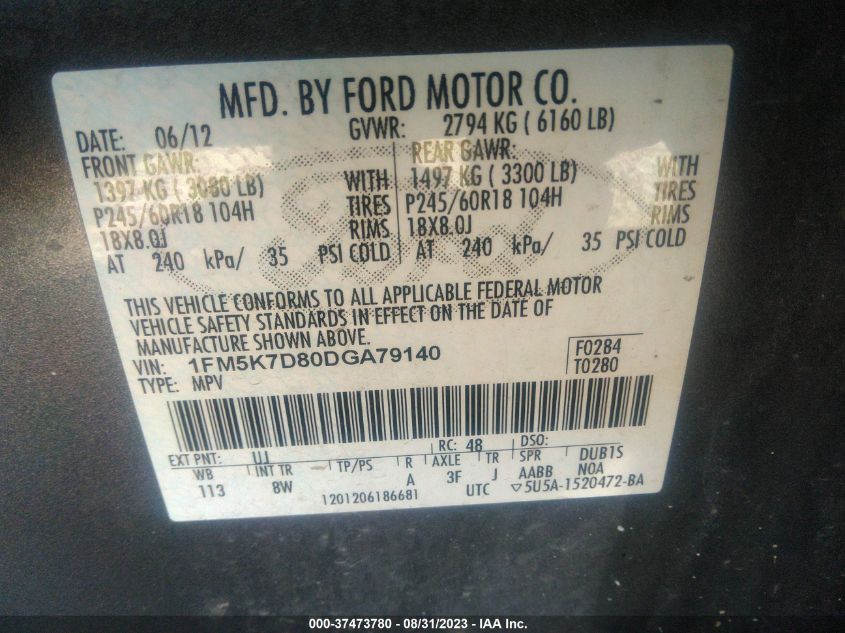 MFD. BY FORD MOTOR CO.
DATE: 06/12 GVWR: 2794 KG ( 6160 LB)
FRONT GAWR: REAR GAWR:
1397 KG ( 3080 LB) WITH 1497 KG ( 3300 LB) WITH
P245/60R18 104H TIRES P245/60R18 104H TIRES
18X8.0J RIMS 18X8.0J RIMS
AT 240 kPa/ 35 PSI COLD AT 240 kPa/ 35 PSI COLD
Ford
THIS VEHICLE CONFORMS TO ALL APPLICABLE FEDERAL MOTOR
VEHICLE SAFETY STANDARDS IN EFFECT ON THE DATE OF
MANUFACTURE SHOWN ABOVE.
VIN: 1FM5K7D80DGA79140 F0284
TYPE: MPV T0280
EXT PNT: UJ RC: 48 DSO:
WB INT TR TP/PS R AXLE TR SPR DUB1S
113 8W A 3F J AABB N0A
1201206186681 UTC ▽5U5A-1520472-BA
000-37473780 - 08/31/2023 - IAA Inc.